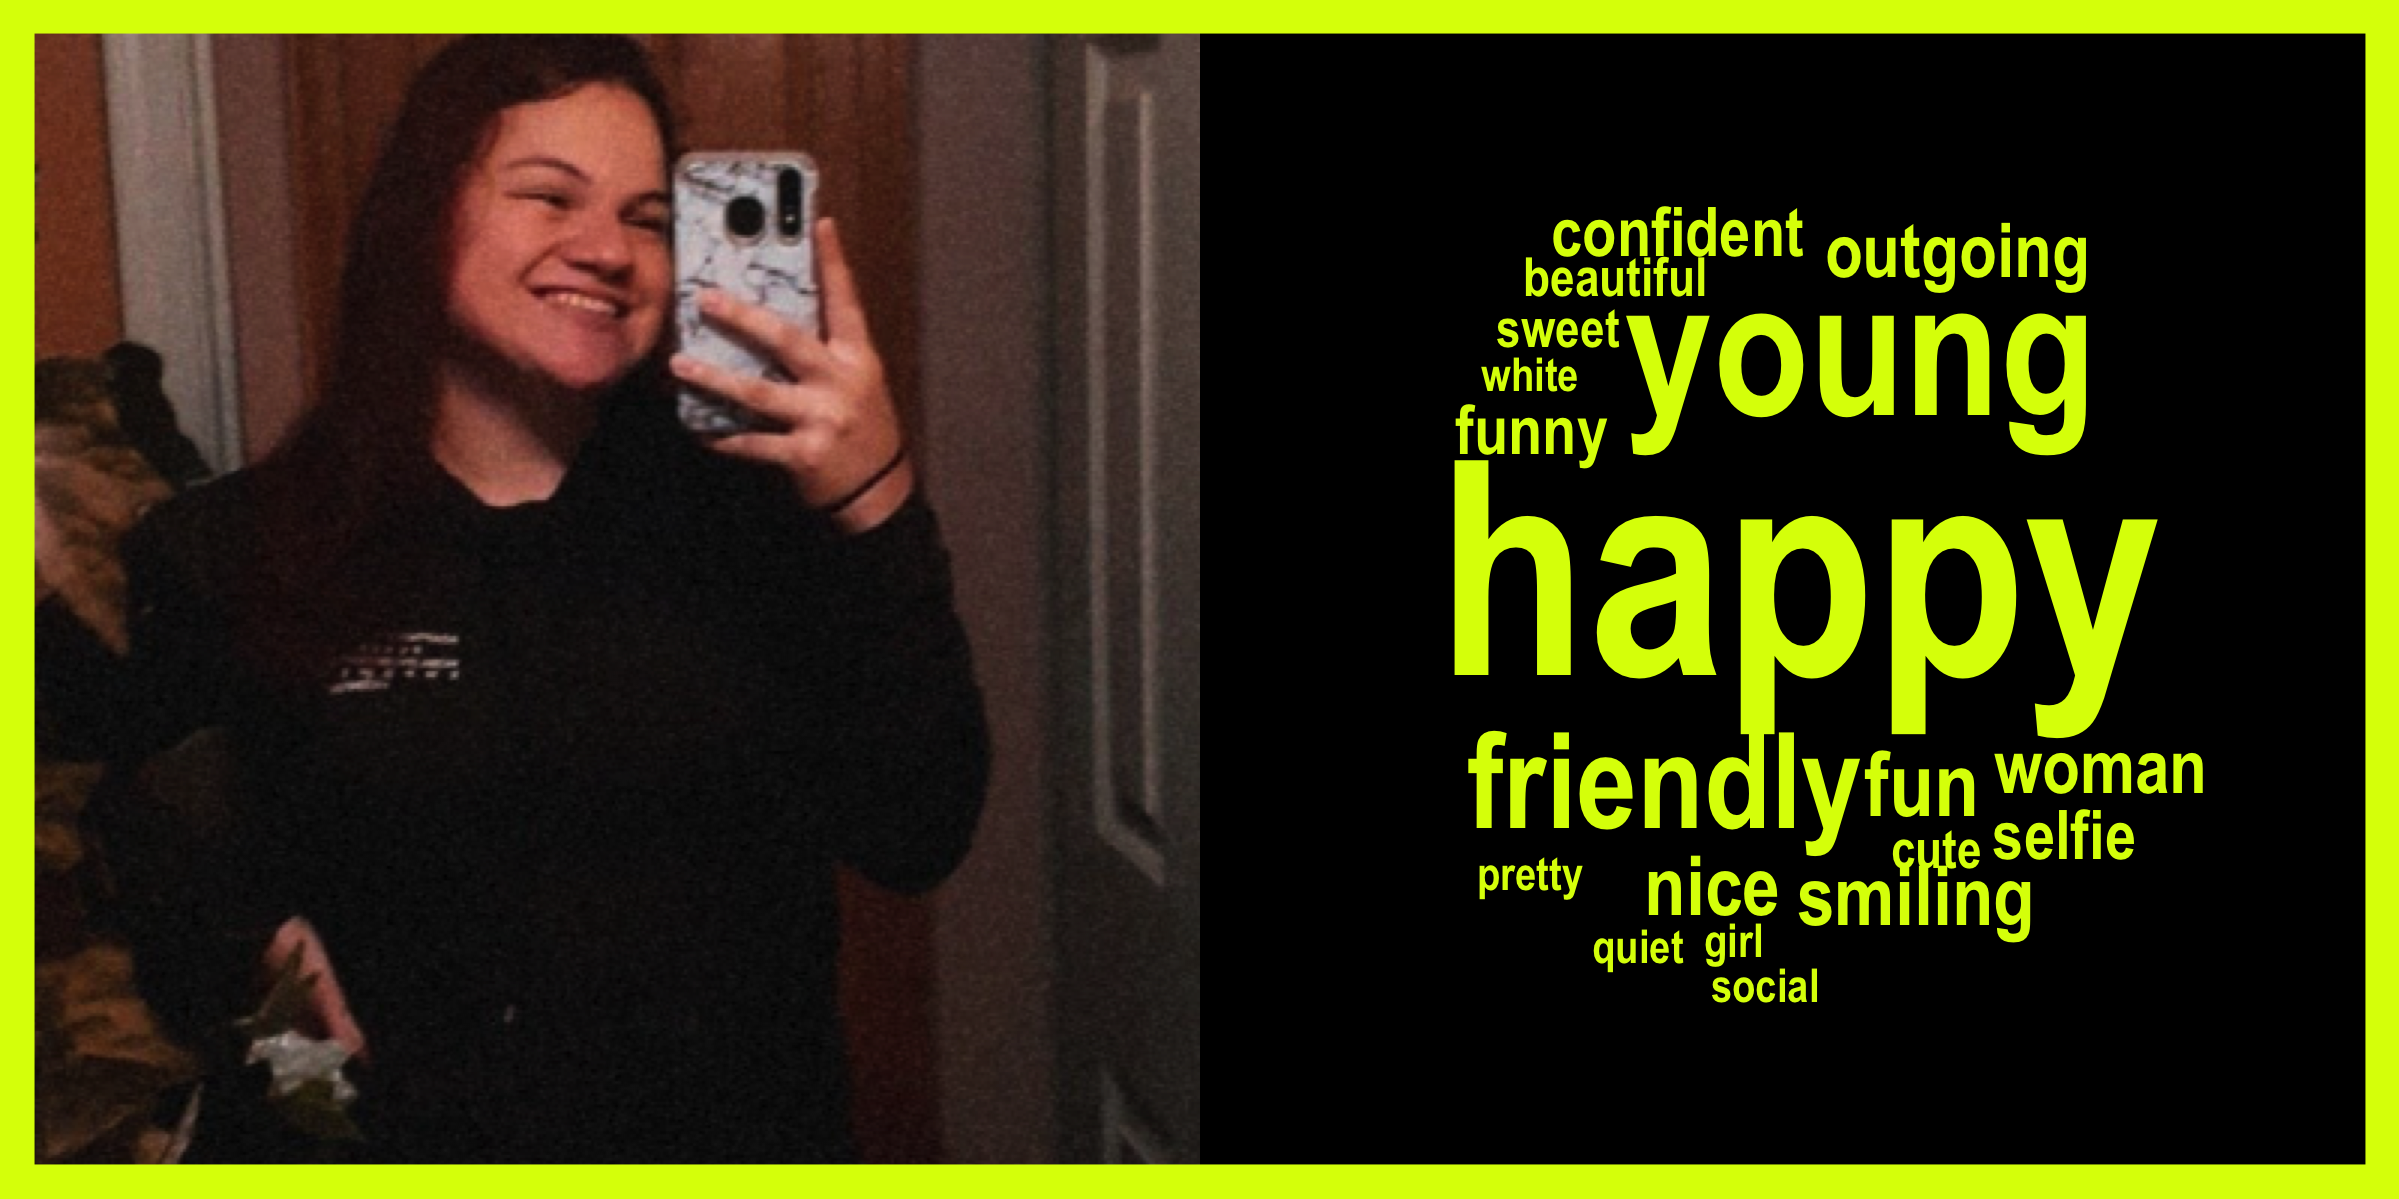 confident outgoing
beautiful
sweet young
white
funny
happy
friendly fun woman
cute selfie
pretty nice smiling
quiet girl
social